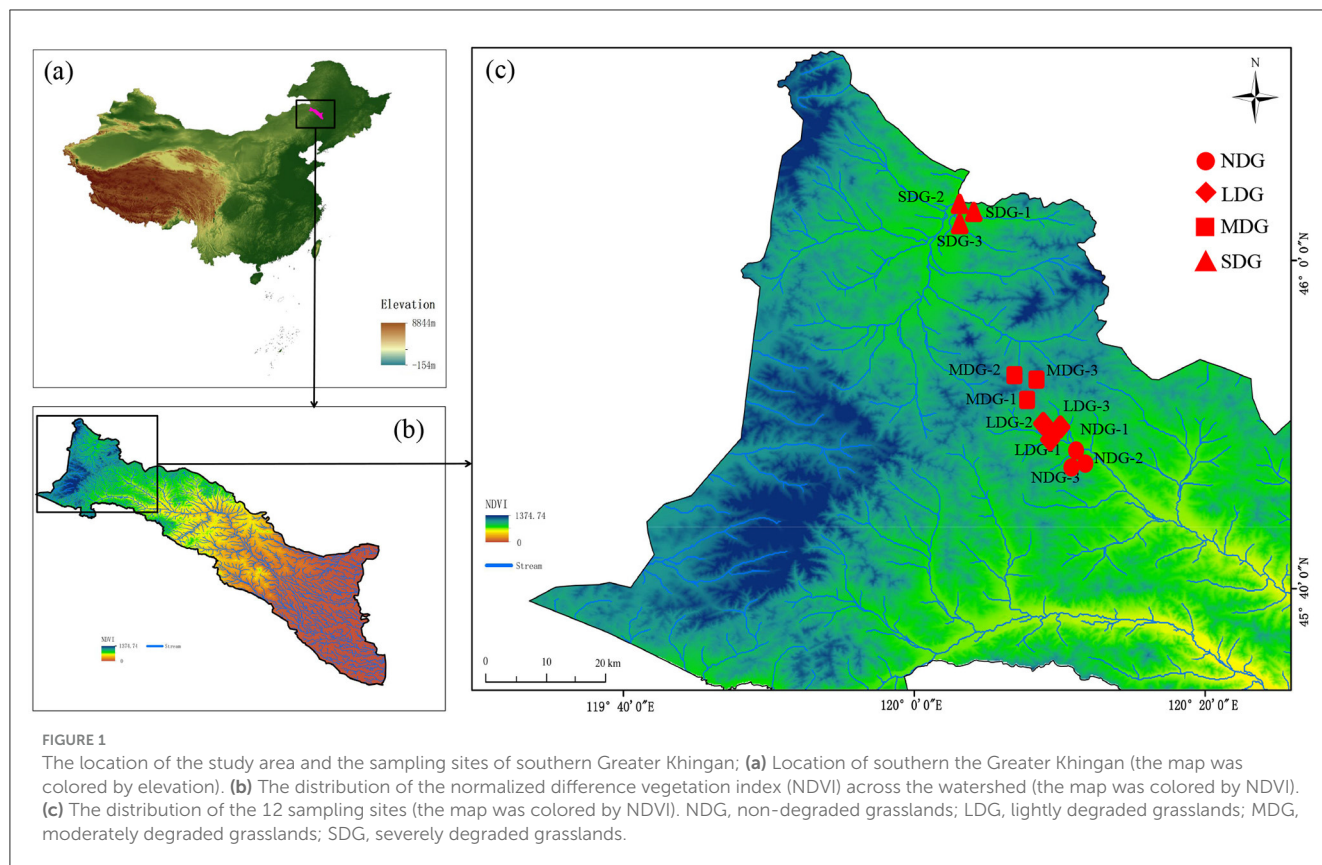 (a)
Elevation
8844m
-154m
(b)
NDVI
1374.74
0
Stream
(c)
N
NDG
LDG
MDG
SDG
SDG-2
SDG-1
SDG-3
46° 0′0″N
MDG-2
MDG-3
MDG-1
LDG-3
LDG-2
NDG-1
LDG-1
NDG-2
NDG-3
NDVI
1374.74
0
Stream
45° 40′0″N
0 10 20 km
119° 40′0″E
120° 0′0″E
120° 20′0″E
FIGURE 1
The location of the study area and the sampling sites of southern Greater Khingan; (a) Location of southern the Greater Khingan (the map was
colored by elevation). (b) The distribution of the normalized difference vegetation index (NDVI) across the watershed (the map was colored by NDVI).
(c) The distribution of the 12 sampling sites (the map was colored by NDVI). NDG, non-degraded grasslands; LDG, lightly degraded grasslands; MDG,
moderately degraded grasslands; SDG, severely degraded grasslands.